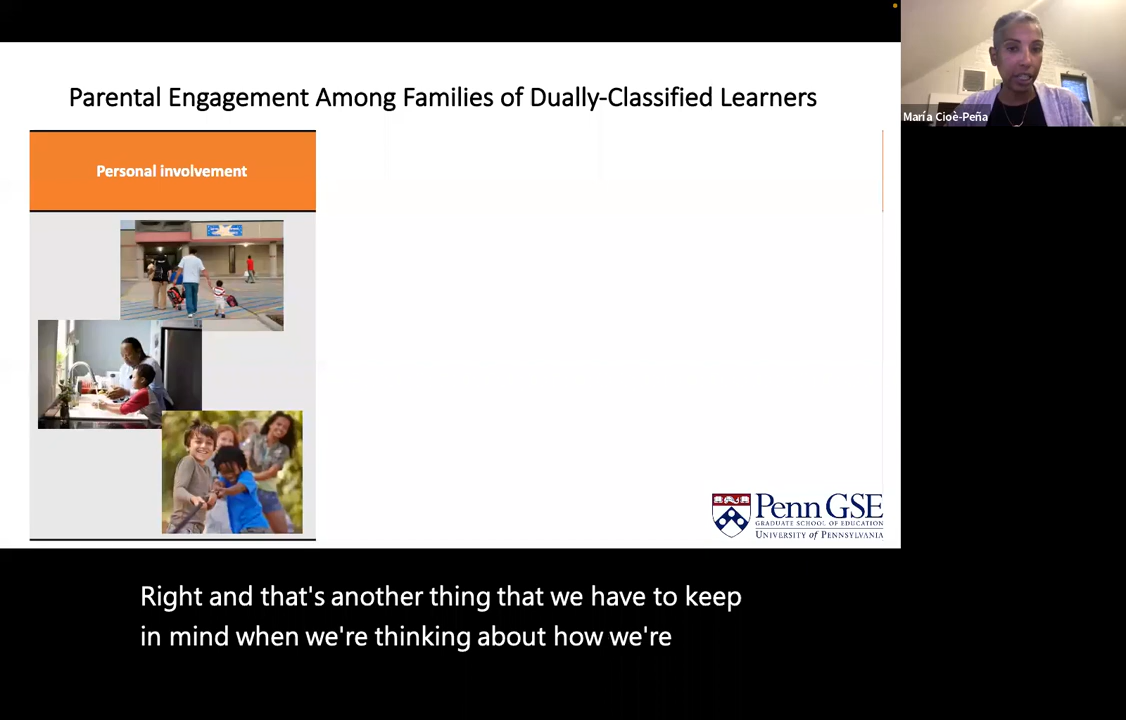 Parental Engagement Among Families of Dually-Classified Learners
María Cioè-Peña
Personal involvement
Penn GSE
GRADUATE SCHOOL OF EDUCATION
UNIVERSITY of PENNSYLVANIA
Right and that's another thing that we have to keep
in mind when we're thinking about how we're